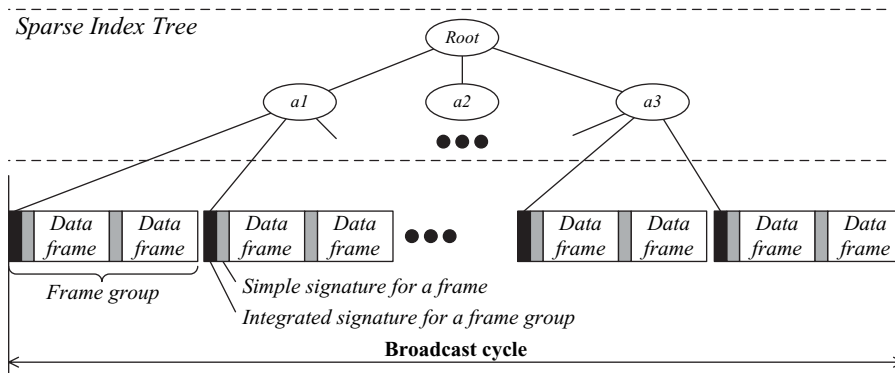 Sparse Index Tree
Root
a1
a2
a3
Data frame
Data frame
Data frame
Data frame
Data frame
Data frame
Data frame
Data frame
Frame group
Simple signature for a frame
Integrated signature for a frame group
Broadcast cycle